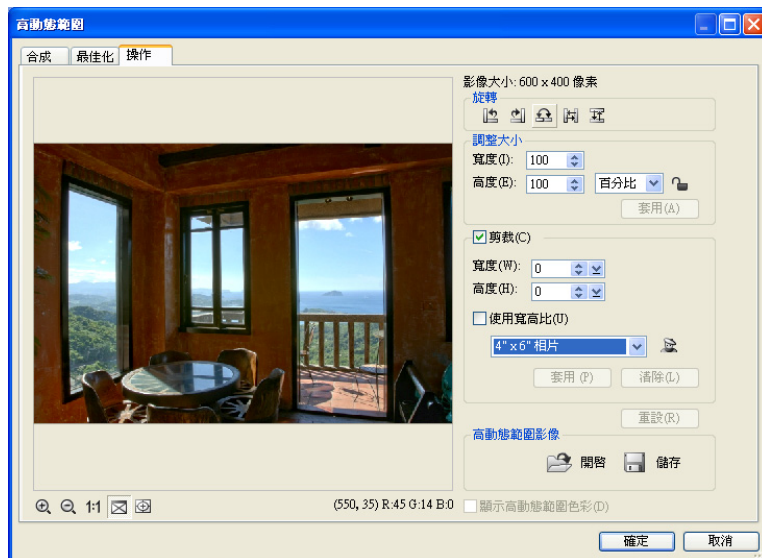 高動態範圍
合成 最佳化 操作
影像大小: 600 x 400 像素
旋轉
調整大小
寬度(I): 100
高度(E): 100 百分比
套用(A)
剪裁(C)
寬度(W): 0
高度(H): 0
使用寬高比(U)
4" x 6" 相片
套用 (P) 清除(L)
重設(R)
高動態範圍影像
開啓 儲存
1:1 (550, 35) R:45 G:14 B:0 顯示高動態範圍色彩(D)
確定 取消